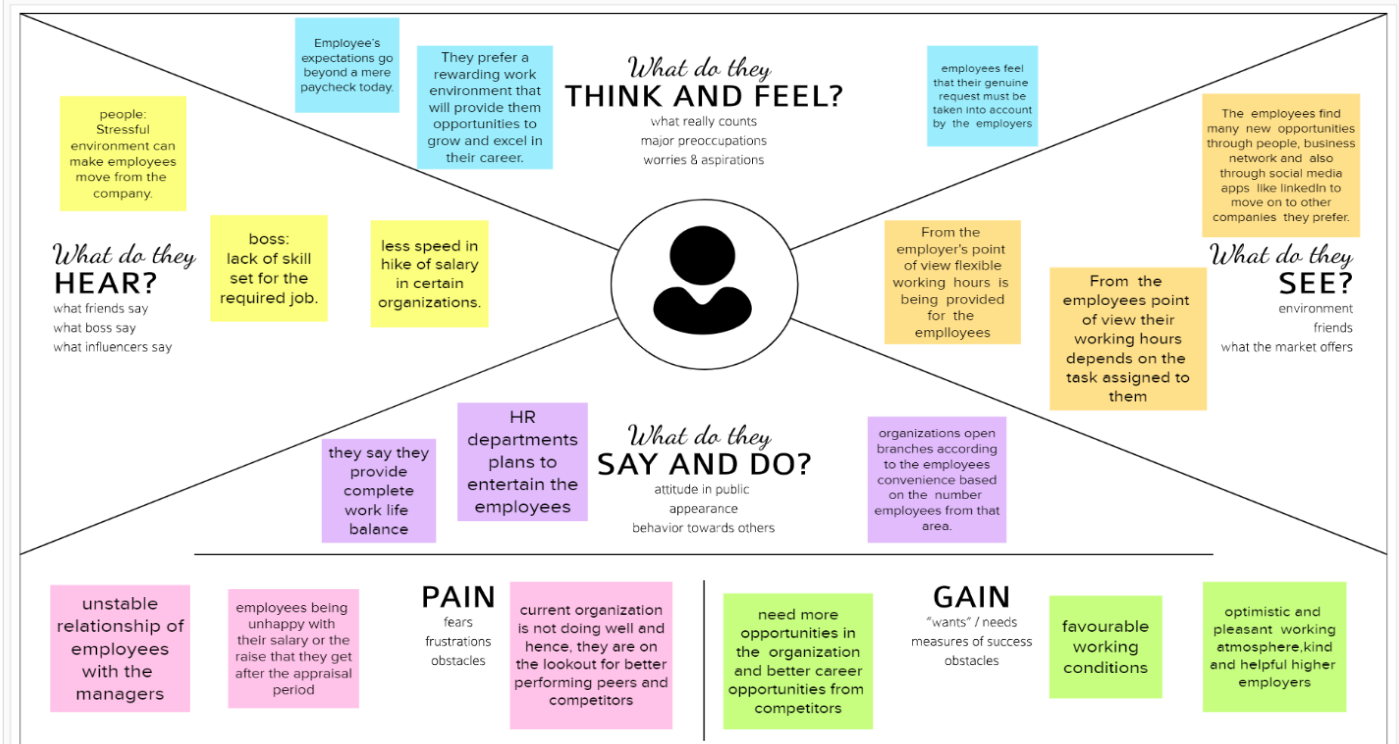 Employee's
expectations go
beyond a mere
paycheck today.
They prefer a
rewarding work
environment that
will provide them
opportunities to
grow and excel in
their career.
What do they
THINK AND FEEL?
what really counts
major preoccupations
worries & aspirations
employees feel
that their genuine
request must be
taken into account
by the employers
people:
Stressful
environment can
make employees
move from the
company.
boss:
lack of skill
set for the
required job.
less speed in
hike of salary
in certain
organizations.
What do they
HEAR?
what friends say
what boss say
what influencers say
From the
employer's point
of view flexible
working hours is
being provided
for the
emplloyees
From the
employees point
of view their
working hours
depends on the
task assigned to
them
The employees find
many new opportunities
through people, business
network and also
through social media
apps like linkedIn to
move on to other
companies they prefer.
What do they
SEE?
environment
friends
what the market offers
they say they
provide
complete
work life
balance
HR
departments
plans to
entertain the
employees
What do they
SAY AND DO?
attitude in public
appearance
behavior towards others
organizations open
branches according
to the employees
convenience based
on the number
employees from that
area.
unstable
relationship of
employees
with the
managers
employees being
unhappy with
their salary or the
raise that they get
after the appraisal
period
PAIN
fears
frustrations
obstacles
current organization
is not doing well and
hence, they are on
the lookout for better
performing peers and
competitors
need more
opportunities in
the organization
and better career
opportunities from
competitors
GAIN
"wants" / needs
measures of success
obstacles
favourable
working
conditions
optimistic and
pleasant working
atmosphere,kind
and helpful higher
employers